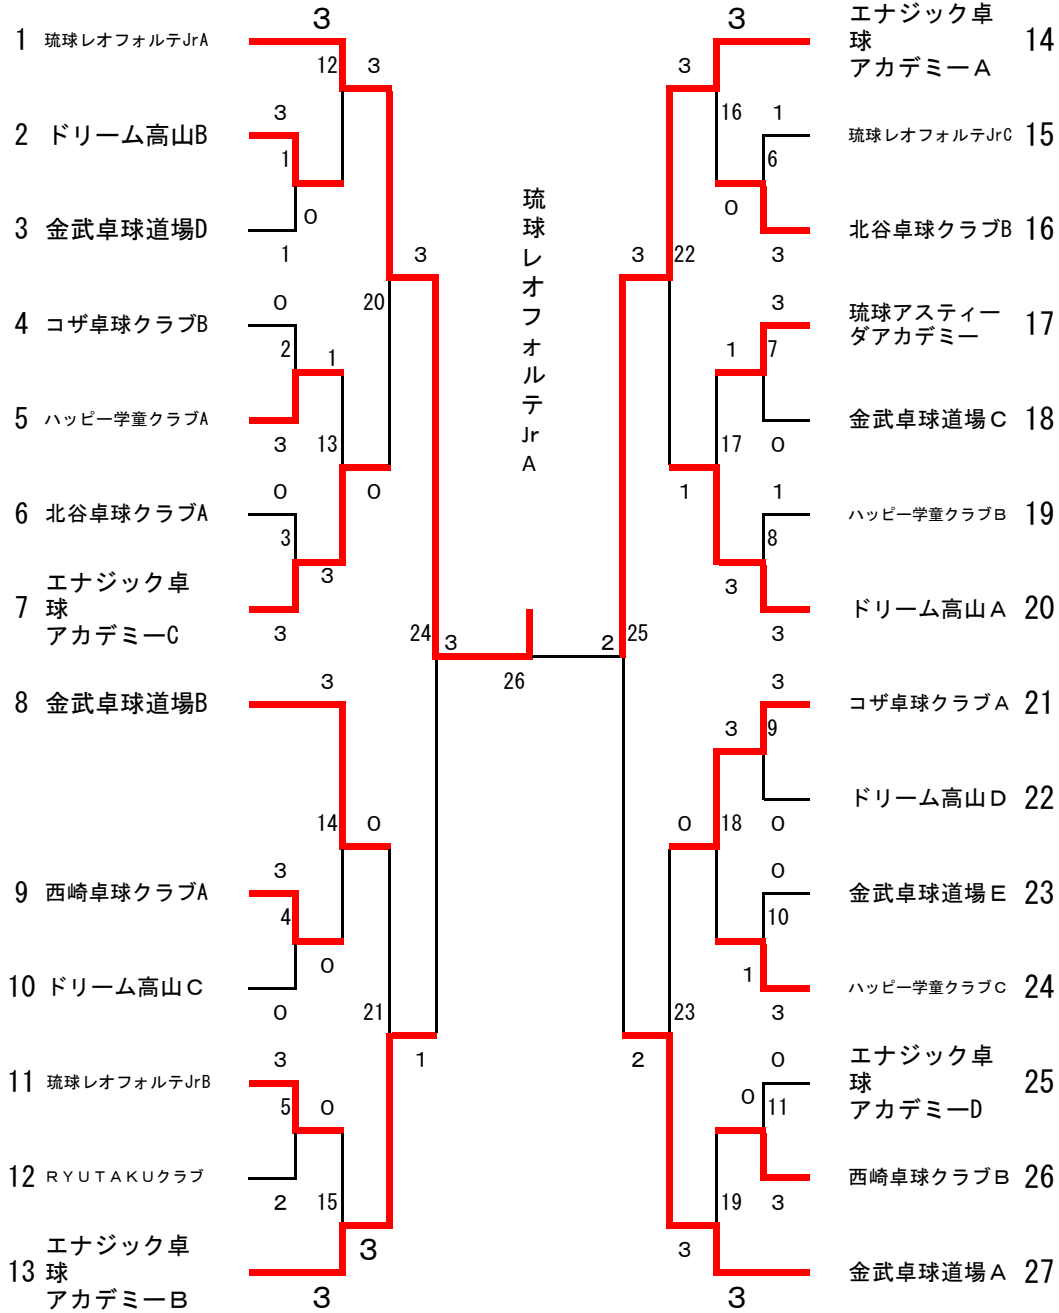 3
1 琉球レオフォルテJrA
12
3
3
2 ドリーム高山B
1
0
3 金武卓球道場D
1
3
20
0
4 コザ卓球クラブB
2
1
5 ハッピー学童クラブA
3
13
0
0
6 北谷卓球クラブA
3
3
エナジック卓
7 球
アカデミーC
3
24
3
26
3
8 金武卓球道場B
14
0
3
9 西崎卓球クラブA
4
0
10 ドリーム高山C
0
21
1
3
11 琉球レオフォルテJrB
5
0
12 RYUTAKUクラブ
2
15
3
エナジック卓
13 球
アカデミーB
3
琉球レオフォルテJrA
3
エナジック卓
球 14
アカデミーA
3
16
1
琉球レオフォルテJrC 15
6
0
北谷卓球クラブB 16
3
3
22
3
琉球アスティー
ダアカデミー 17
1
7
金武卓球道場C 18
17
0
1
1
ハッピー学童クラブB 19
8
3
ドリーム高山A 20
3
2
25
3
コザ卓球クラブA 21
3
9
ドリーム高山D 22
0
18
0
0
金武卓球道場E 23
10
1
ハッピー学童クラブC 24
3
23
2
0
エナジック卓
球 25
アカデミーD
0
11
西崎卓球クラブB 26
19
3
3
金武卓球道場A 27
3